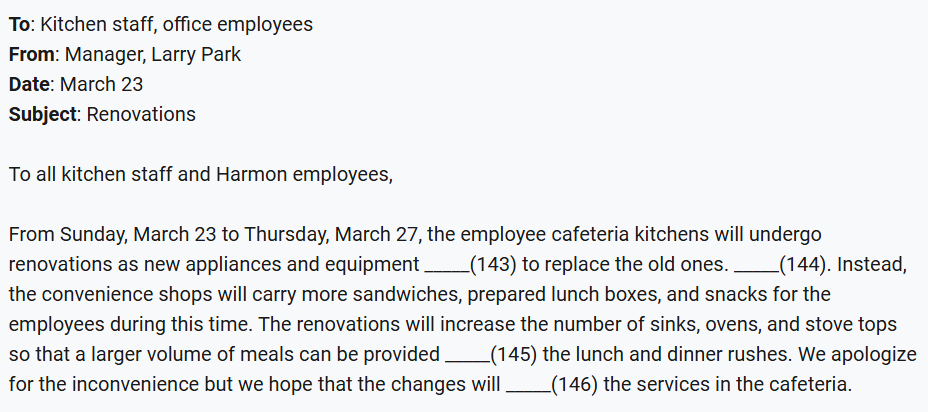 To: Kitchen staff, office employees
From: Manager, Larry Park
Date: March 23
Subject: Renovations
To all kitchen staff and Harmon employees,
From Sunday, March 23 to Thursday, March 27, the employee cafeteria kitchens will undergo
renovations as new appliances and equipment _____(143) to replace the old ones. _____(144). Instead,
the convenience shops will carry more sandwiches, prepared lunch boxes, and snacks for the
employees during this time. The renovations will increase the number of sinks, ovens, and stove tops
so that a larger volume of meals can be provided _____(145) the lunch and dinner rushes. We apologize
for the inconvenience but we hope that the changes will _____(146) the services in the cafeteria.